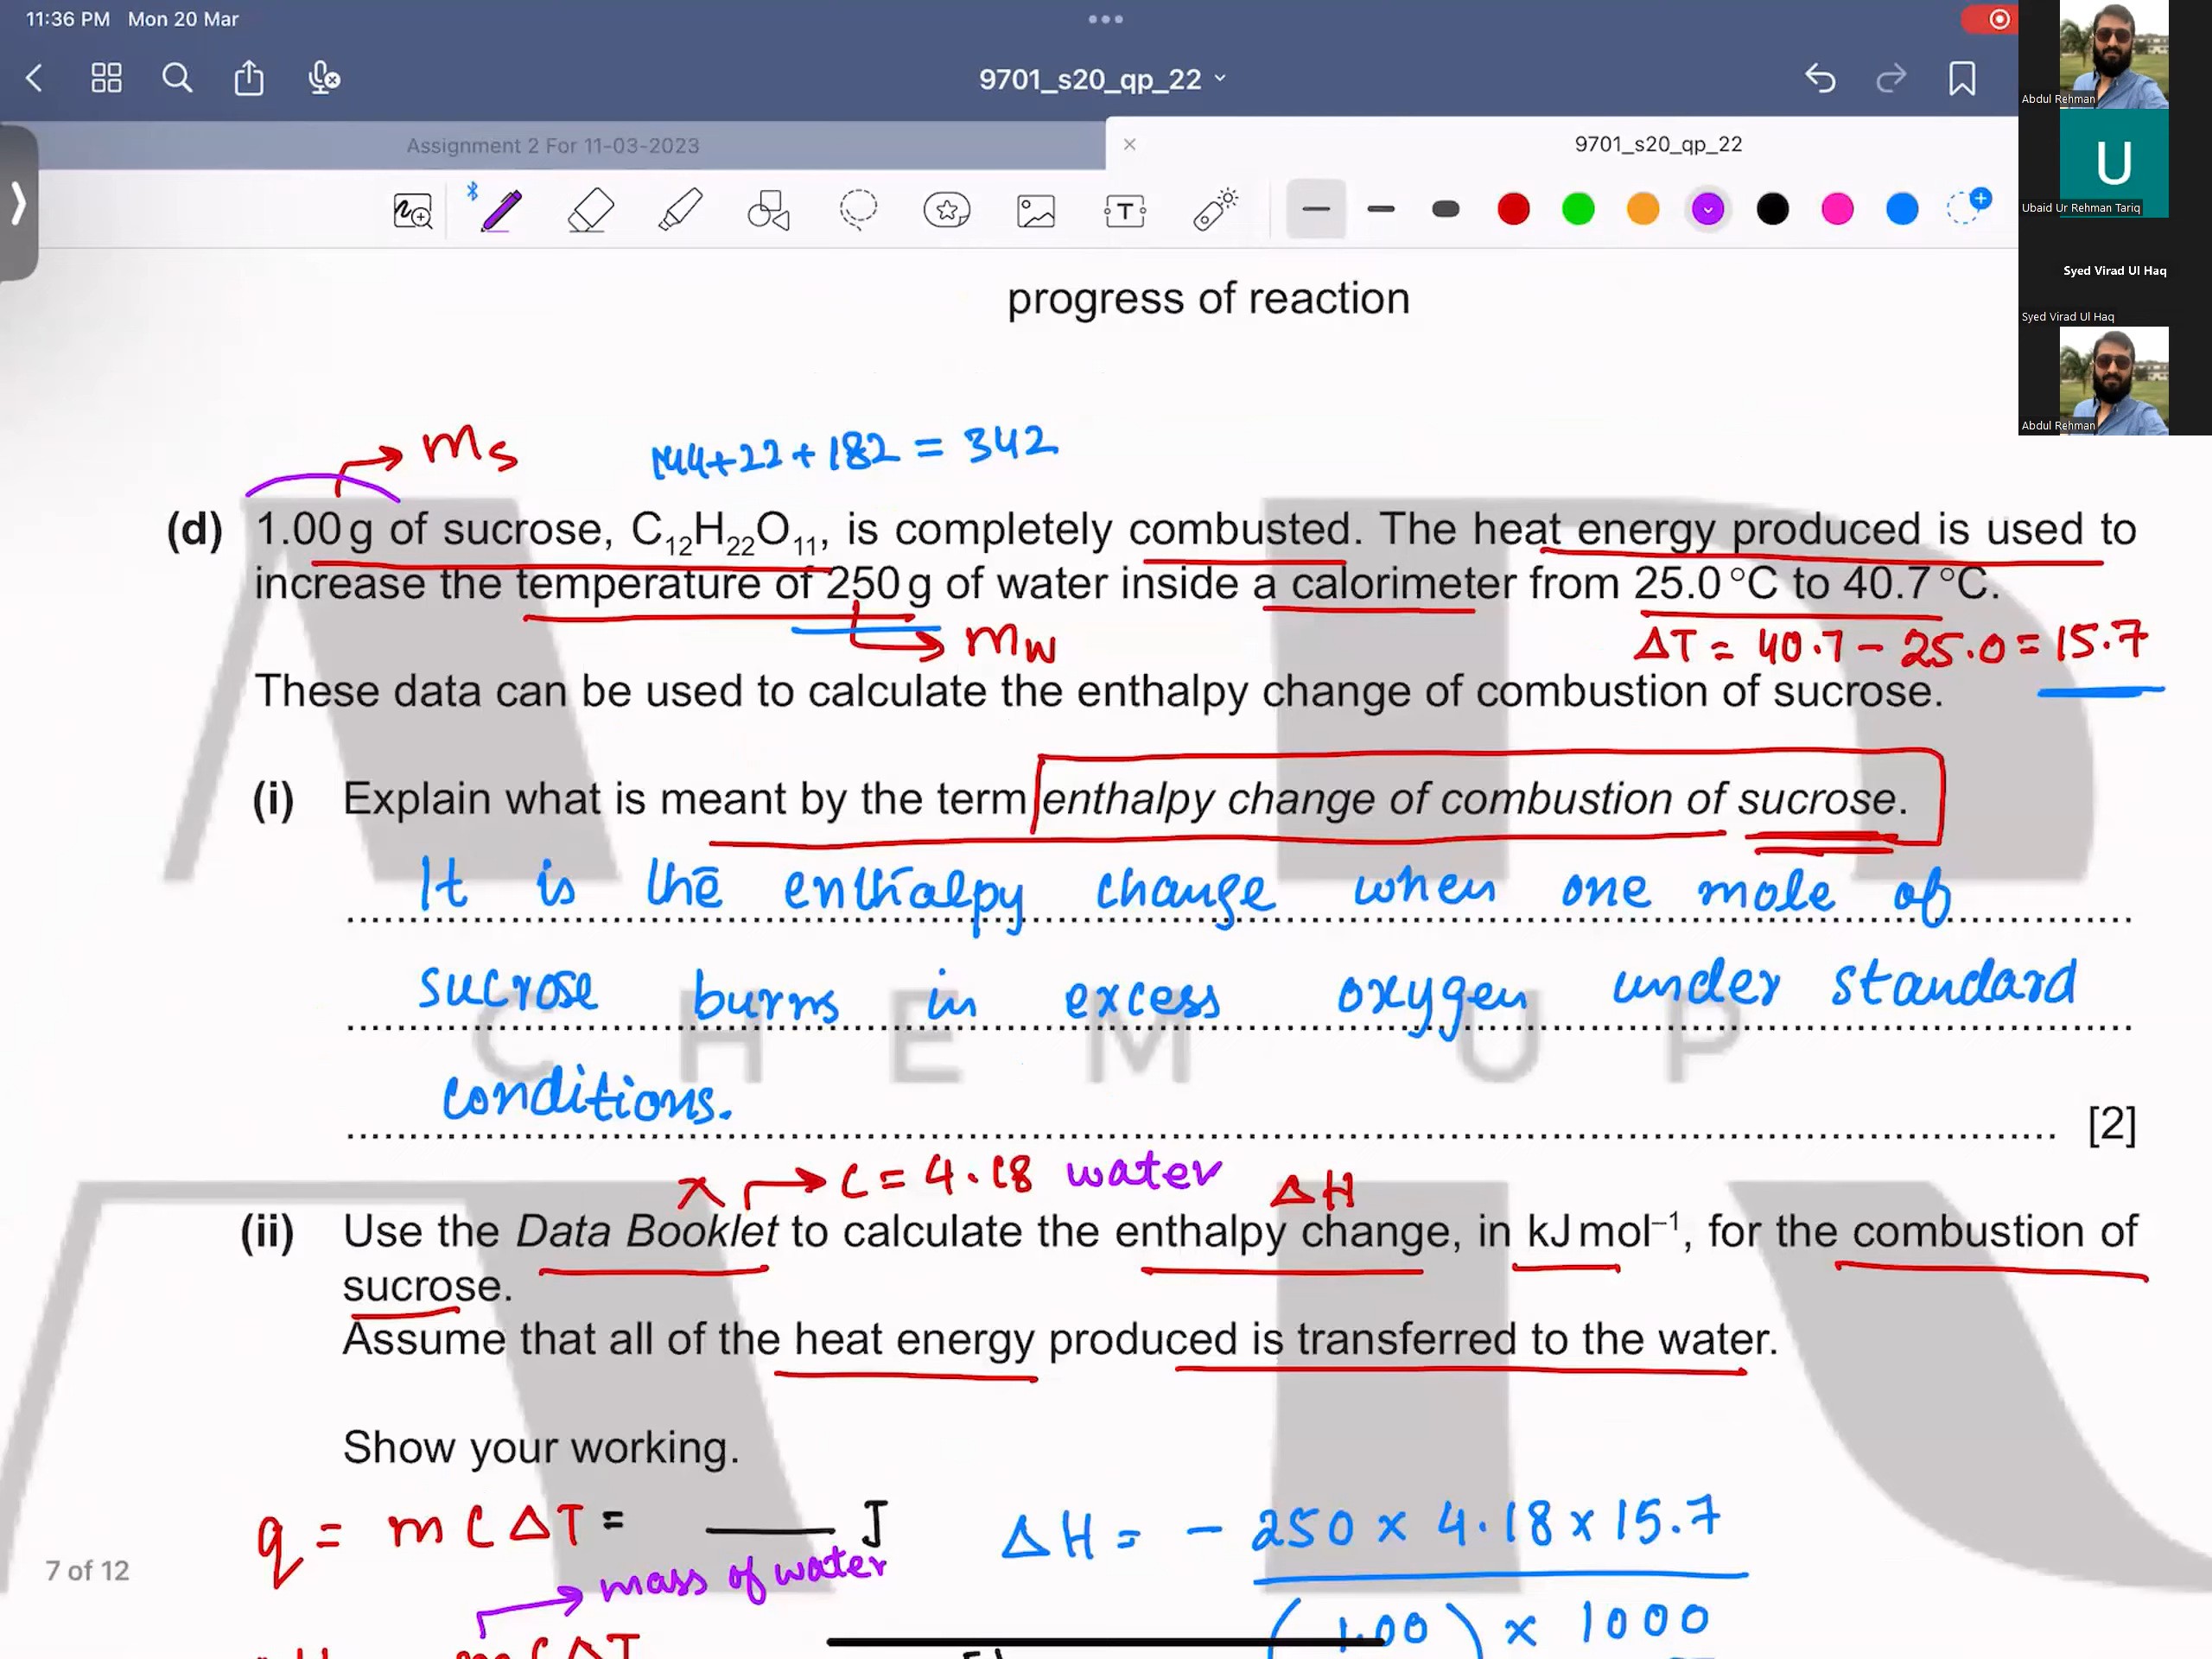 11:36 PM Mon 20 Mar
9701_s20_qp_22
Assignment 2 For 11-03-2023
9701_s20_qp_22
Abdul Rehman
U
Ubaid Ur Rehman Tariq
Syed Virad Ul Haq
Syed Virad Ul Haq
Abdul Rehman
progress of reaction
ms
144+22+182 = 342
(d) 1.00 g of sucrose, C12H22O11, is completely combusted. The heat energy produced is used to
increase the temperature of 250 g of water inside a calorimeter from 25.0 °C to 40.7 °C.
mw
ΔT = 40.7 - 25.0 = 15.7
These data can be used to calculate the enthalpy change of combustion of sucrose.
(i) Explain what is meant by the term enthalpy change of combustion of sucrose.
It is the enthalpy change when one mole of
sucrose burns in excess oxygen under standard
conditions.
[2]
C = 4.18 water ΔH
(ii) Use the Data Booklet to calculate the enthalpy change, in kJ mol⁻¹, for the combustion of
sucrose.
Assume that all of the heat energy produced is transferred to the water.
Show your working.
q = m C ΔT = ____ J
ΔH = - 250 × 4.18 × 15.7
mass of water
(1.00) × 1000
mCΔT
7 of 12
CHEM UP